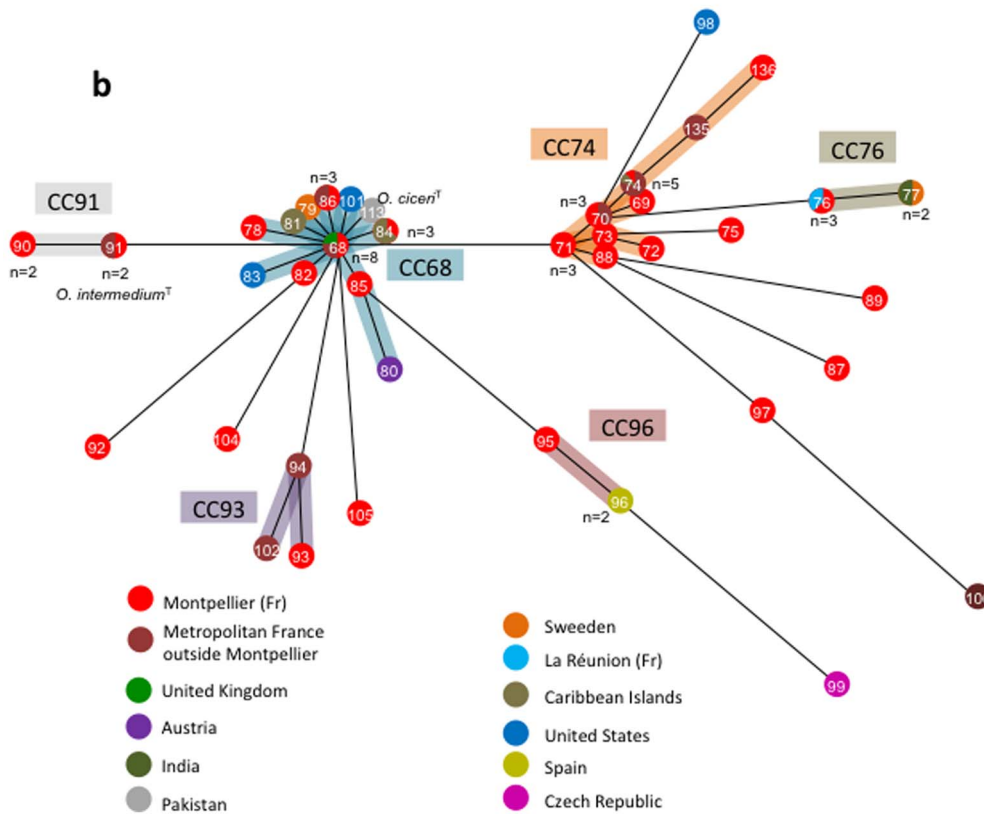 b
98
136
135
CC74
CC76
n=3
101
O. ciceriT
74
n=5
CC91
86
79
113
69
76
77
n=3
81
70
n=3
n=2
78
84
n=3
73
75
90
91
68
71
72
n=8
88
n=2
n=2
CC68
n=3
83
82
O. intermediumT
85
89
80
87
97
92
104
95
CC96
94
96
CC93
n=2
105
102
93
99
Montpellier (Fr)
Metropolitan France
outside Montpellier
United Kingdom
Austria
India
Pakistan
Sweeden
La Réunion (Fr)
Caribbean Islands
United States
Spain
Czech Republic